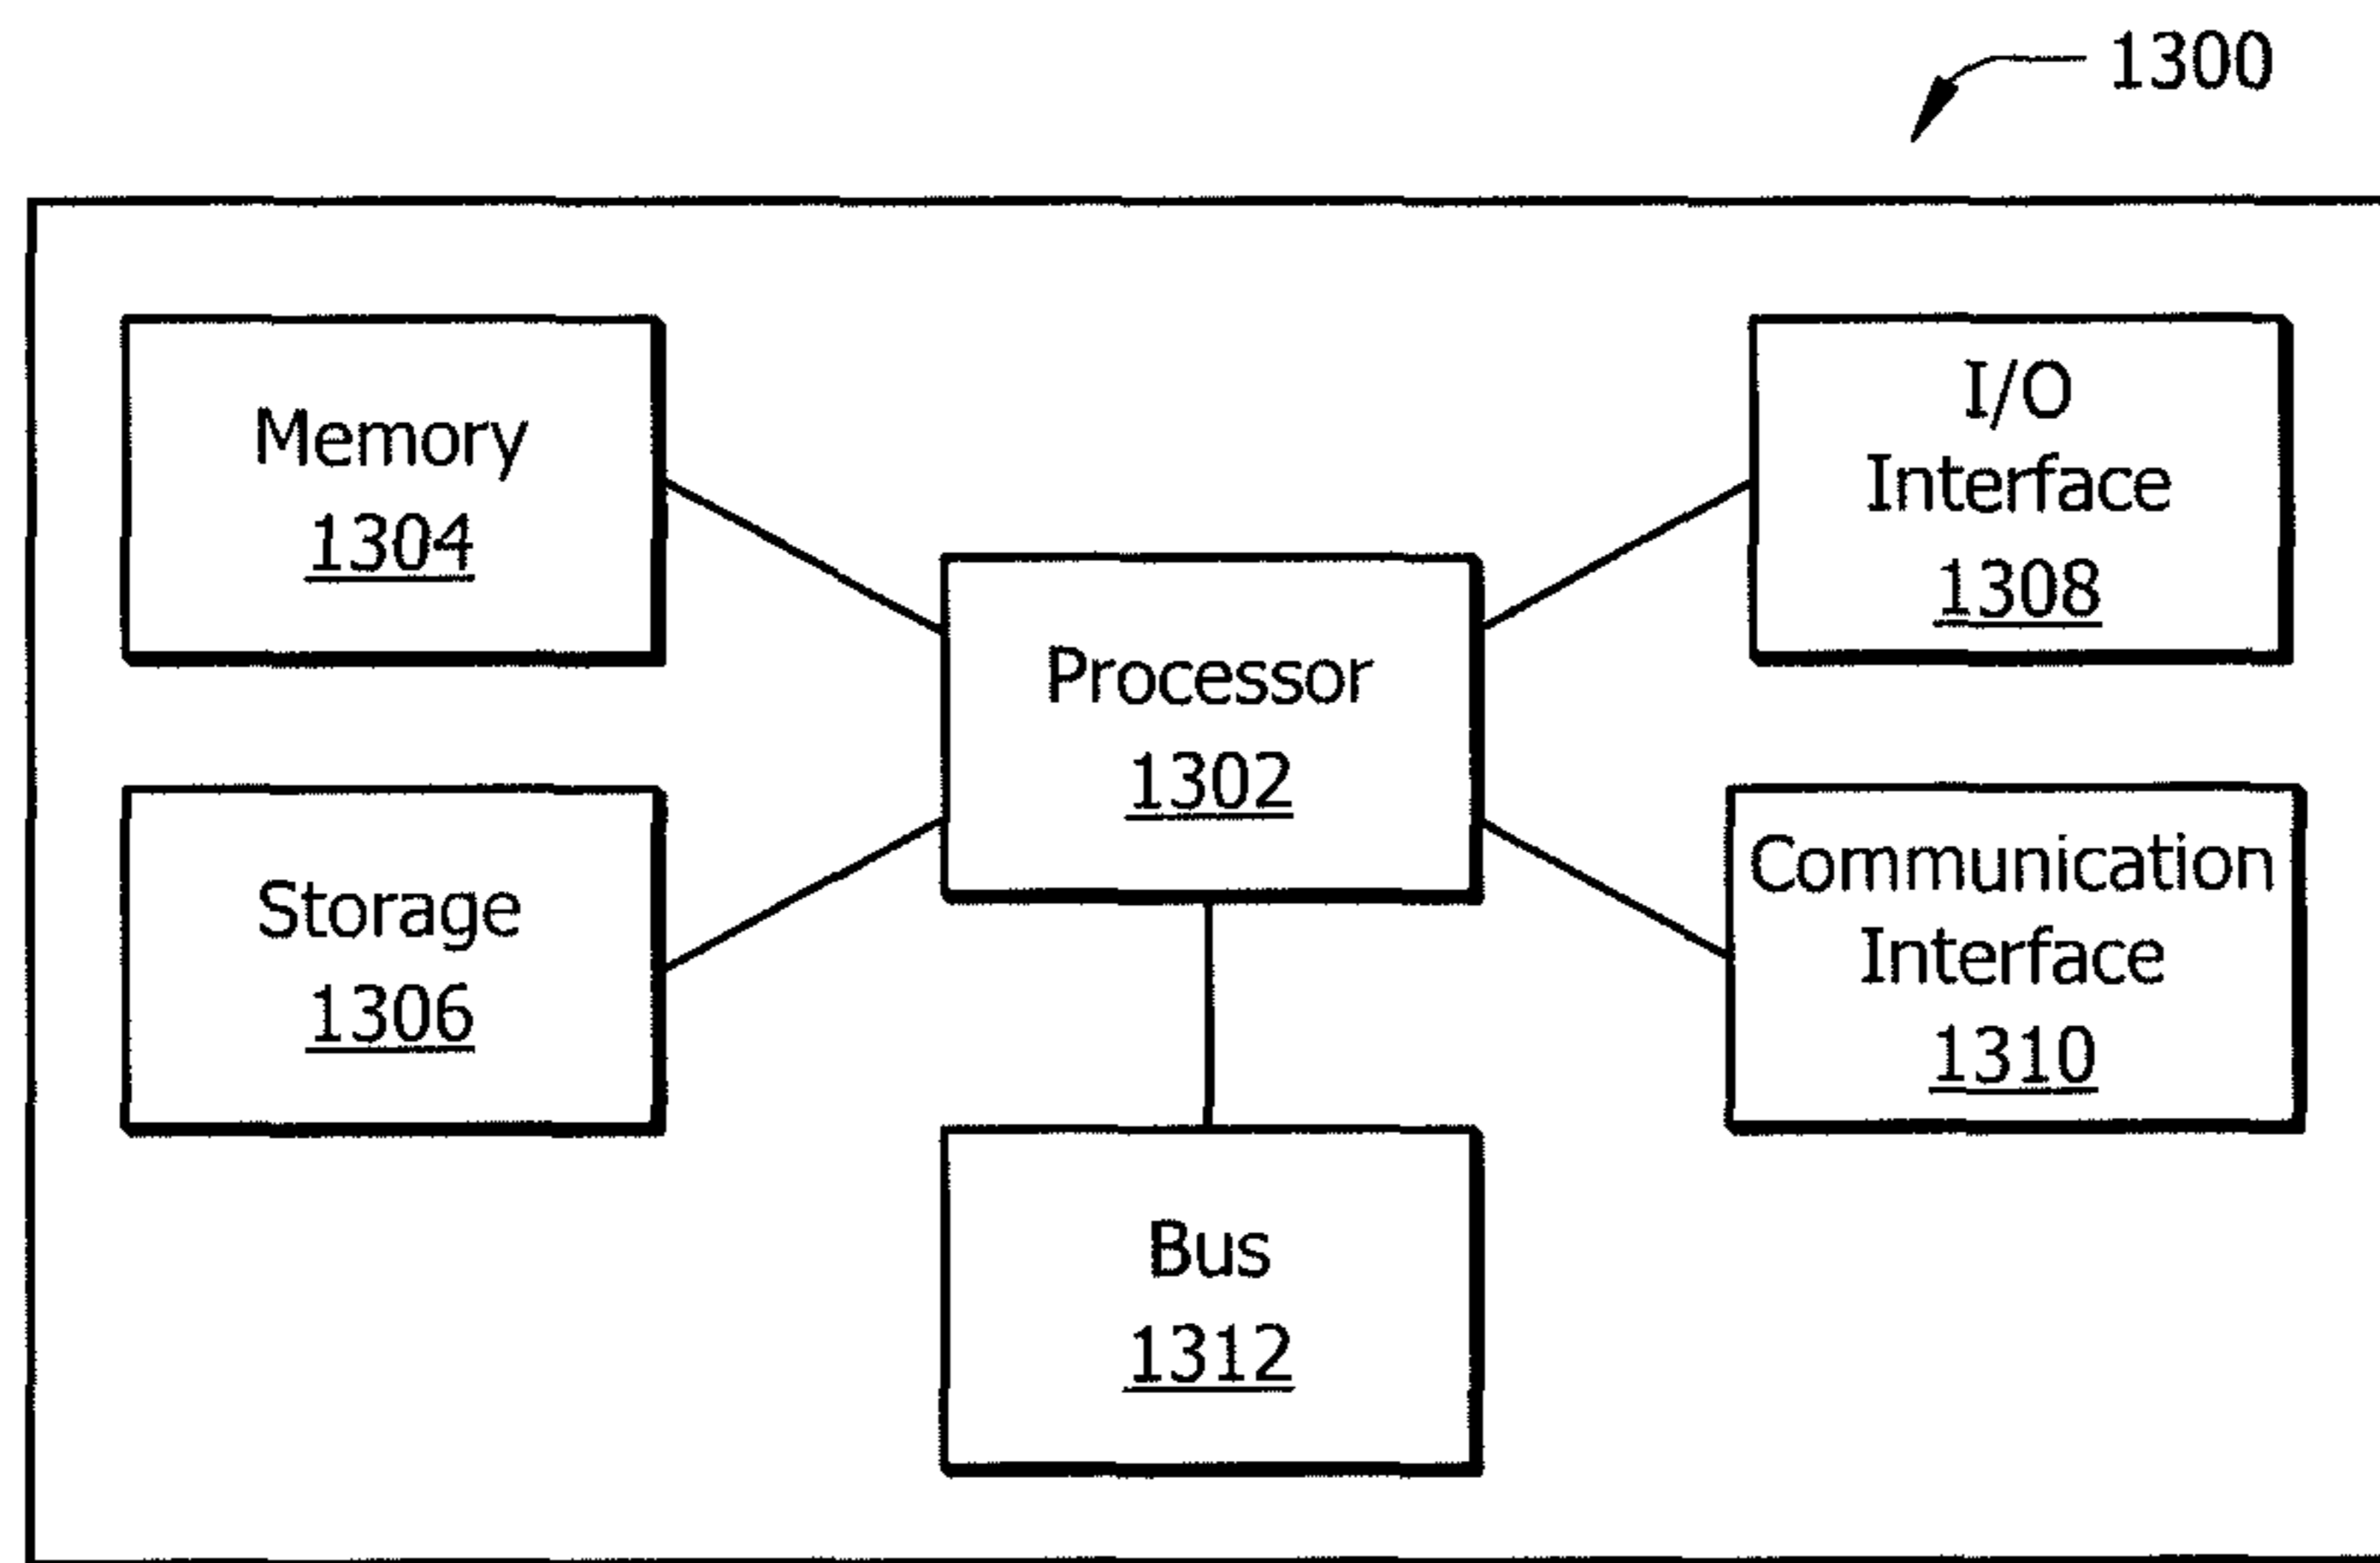 1300
Memory
1304
I/O
Interface
1308
Processor
1302
Storage
1306
Communication
Interface
1310
Bus
1312